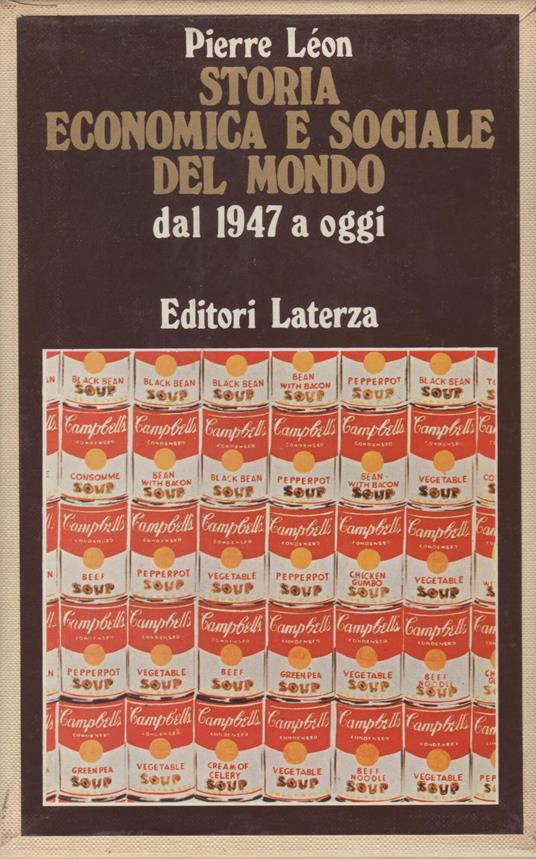 Pierre Léon
STORIA
ECONOMICA E SOCIALE
DEL MONDO
dal 1947 a oggi
Editori Laterza
BLACK BEAN SOUP
BLACK BEAN SOUP
BLACK BEAN SOUP
BEAN WITH BACON SOUP
PEPPERPOT SOUP
BLACK BEAN SOUP
Campbell's CONDENSED CONSOMME SOUP
Campbell's CONDENSED BEAN WITH BACON SOUP
Campbell's CONDENSED BLACK BEAN SOUP
Campbell's CONDENSED PEPPERPOT SOUP
Campbell's CONDENSED BEAN WITH BACON SOUP
Campbell's CONDENSED VEGETABLE SOUP
Campbell's CONDENSED BEEF SOUP
Campbell's CONDENSED PEPPERPOT SOUP
Campbell's CONDENSED VEGETABLE SOUP
Campbell's CONDENSED PEPPERPOT SOUP
Campbell's CONDENSED CHICKEN GUMBO SOUP
Campbell's CONDENSED VEGETABLE SOUP
Campbell's CONDENSED PEPPERPOT SOUP
Campbell's CONDENSED VEGETABLE SOUP
Campbell's CONDENSED BEEF SOUP
Campbell's CONDENSED GREEN PEA SOUP
Campbell's CONDENSED VEGETABLE SOUP
Campbell's CONDENSED BEEF NOODLE SOUP
Campbell's CONDENSED GREEN PEA SOUP
Campbell's CONDENSED VEGETABLE SOUP
Campbell's CONDENSED CREAM OF CELERY SOUP
Campbell's CONDENSED VEGETABLE SOUP
Campbell's CONDENSED BEEF NOODLE SOUP
Campbell's CONDENSED VEGETABLE SOUP